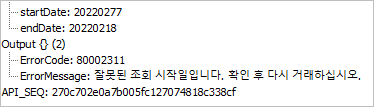 startDate: 20220277
endDate: 20220218
Output {} (2)
ErrorCode: 80002311
ErrorMessage: 잘못된 조회 시작일입니다. 확인 후 다시 거래하십시오.
API_SEQ: 270c702e0a7b005fc127074818c338cf